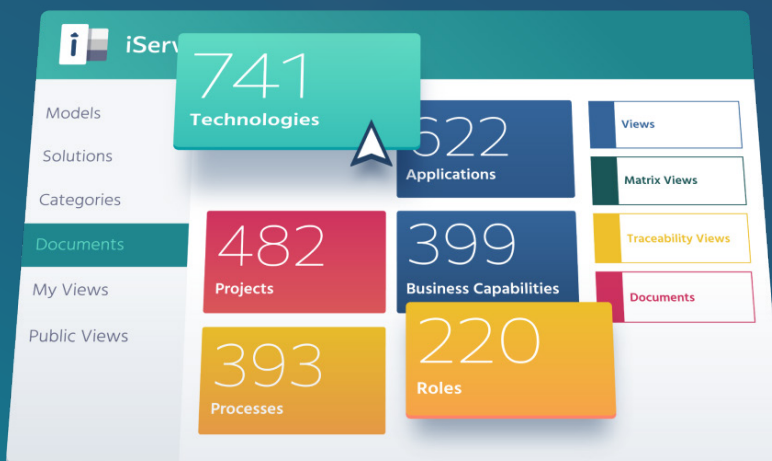 iServ
741
Technologies
622
Applications
482
Projects
399
Business Capabilities
393
Processes
220
Roles
Models
Solutions
Categories
Documents
My Views
Public Views
Views
Matrix Views
Traceability Views
Documents